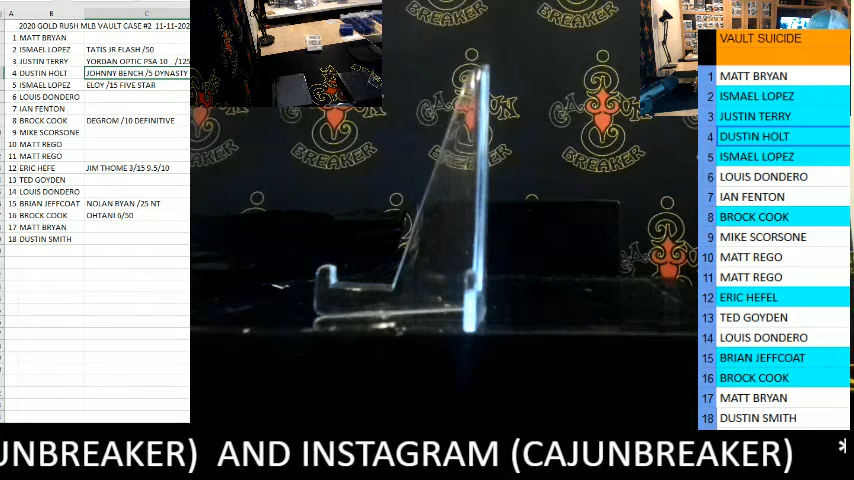 A B C
2020 GOLD RUSH MLB VAULT CASE #2 11-11-202
1 MATT BRYAN
2 ISMAEL LOPEZ TATIS JR FLASH /50
3 JUSTIN TERRY YORDAN OPTIC PSA 10 /125
4 DUSTIN HOLT JOHNNY BENCH /5 DYNASTY
5 ISMAEL LOPEZ ELOY /15 FIVE STAR
6 LOUIS DONDERO
7 IAN FENTON
8 BROCK COOK DEGROM /10 DEFINITIVE
9 MIKE SCORSONE
10 MATT REGO
11 MATT REGO
12 ERIC HEFE JIM THOME 3/15 9.5/10
13 TED GOYDEN
14 LOUIS DONDERO
15 BRIAN JEFFCOAT NOLAN RYAN /25 NT
16 BROCK COOK OHTANI 6/50
17 MATT BRYAN
18 DUSTIN SMITH
BREAKER
BREAKER
CAJUN
BREAKER
BREAKER
BREAKER
VAULT SUICIDE
1 MATT BRYAN
2 ISMAEL LOPEZ
3 JUSTIN TERRY
4 DUSTIN HOLT
5 ISMAEL LOPEZ
6 LOUIS DONDERO
7 IAN FENTON
8 BROCK COOK
9 MIKE SCORSONE
10 MATT REGO
11 MATT REGO
12 ERIC HEFEL
13 TED GOYDEN
14 LOUIS DONDERO
15 BRIAN JEFFCOAT
16 BROCK COOK
17 MATT BRYAN
18 DUSTIN SMITH
UNBREAKER) AND INSTAGRAM (CAJUNBREAKER) *